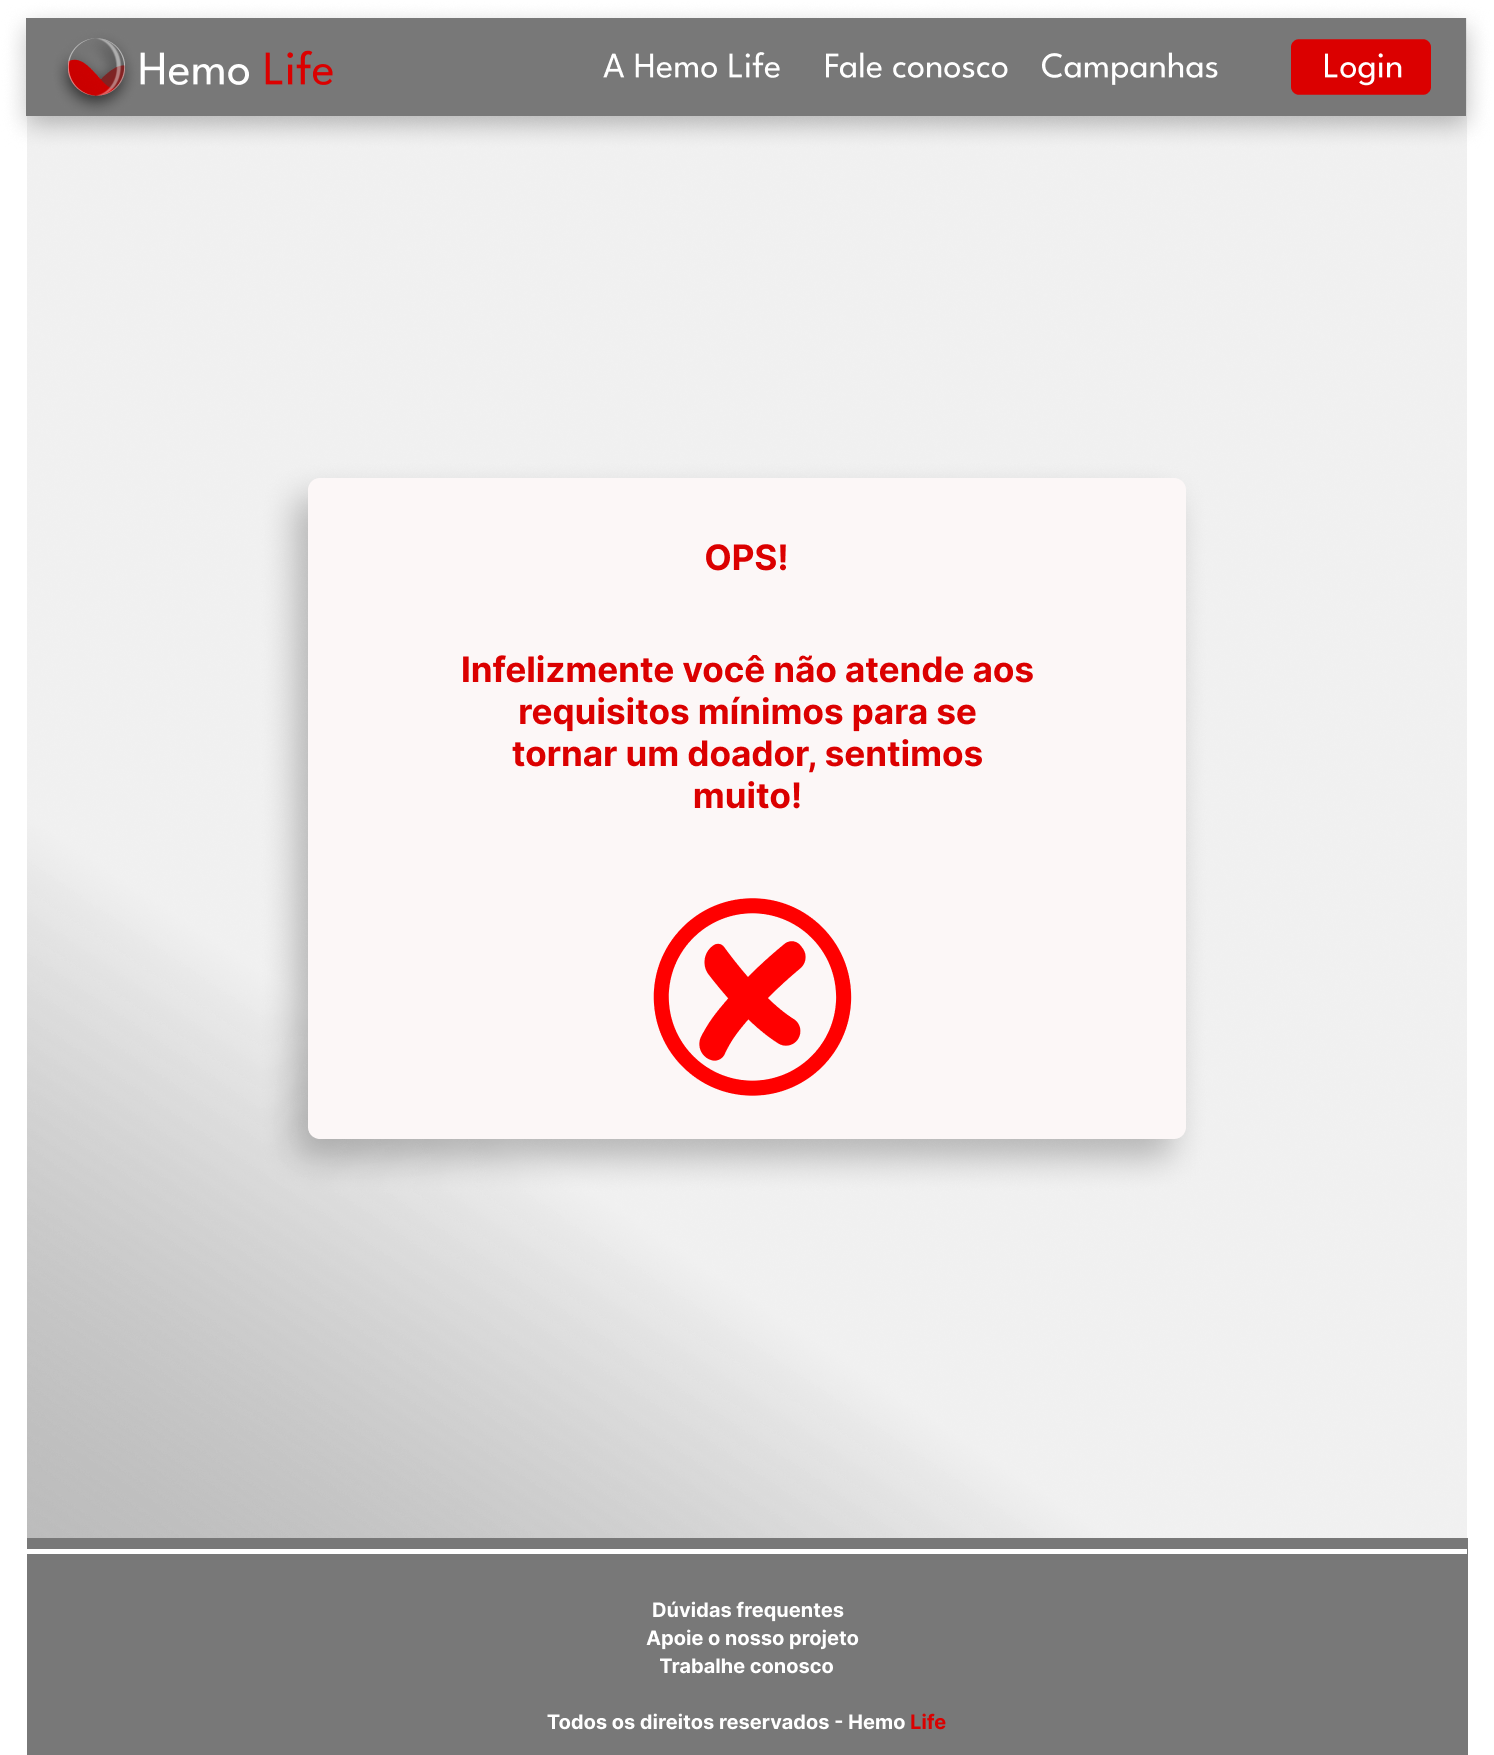 Hemo Life
A Hemo Life
Fale conosco
Campanhas
Login
OPS!
Infelizmente você não atende aos
requisitos mínimos para se
tornar um doador, sentimos
muito!
Dúvidas frequentes
Apoie o nosso projeto
Trabalhe conosco
Todos os direitos reservados - Hemo Life